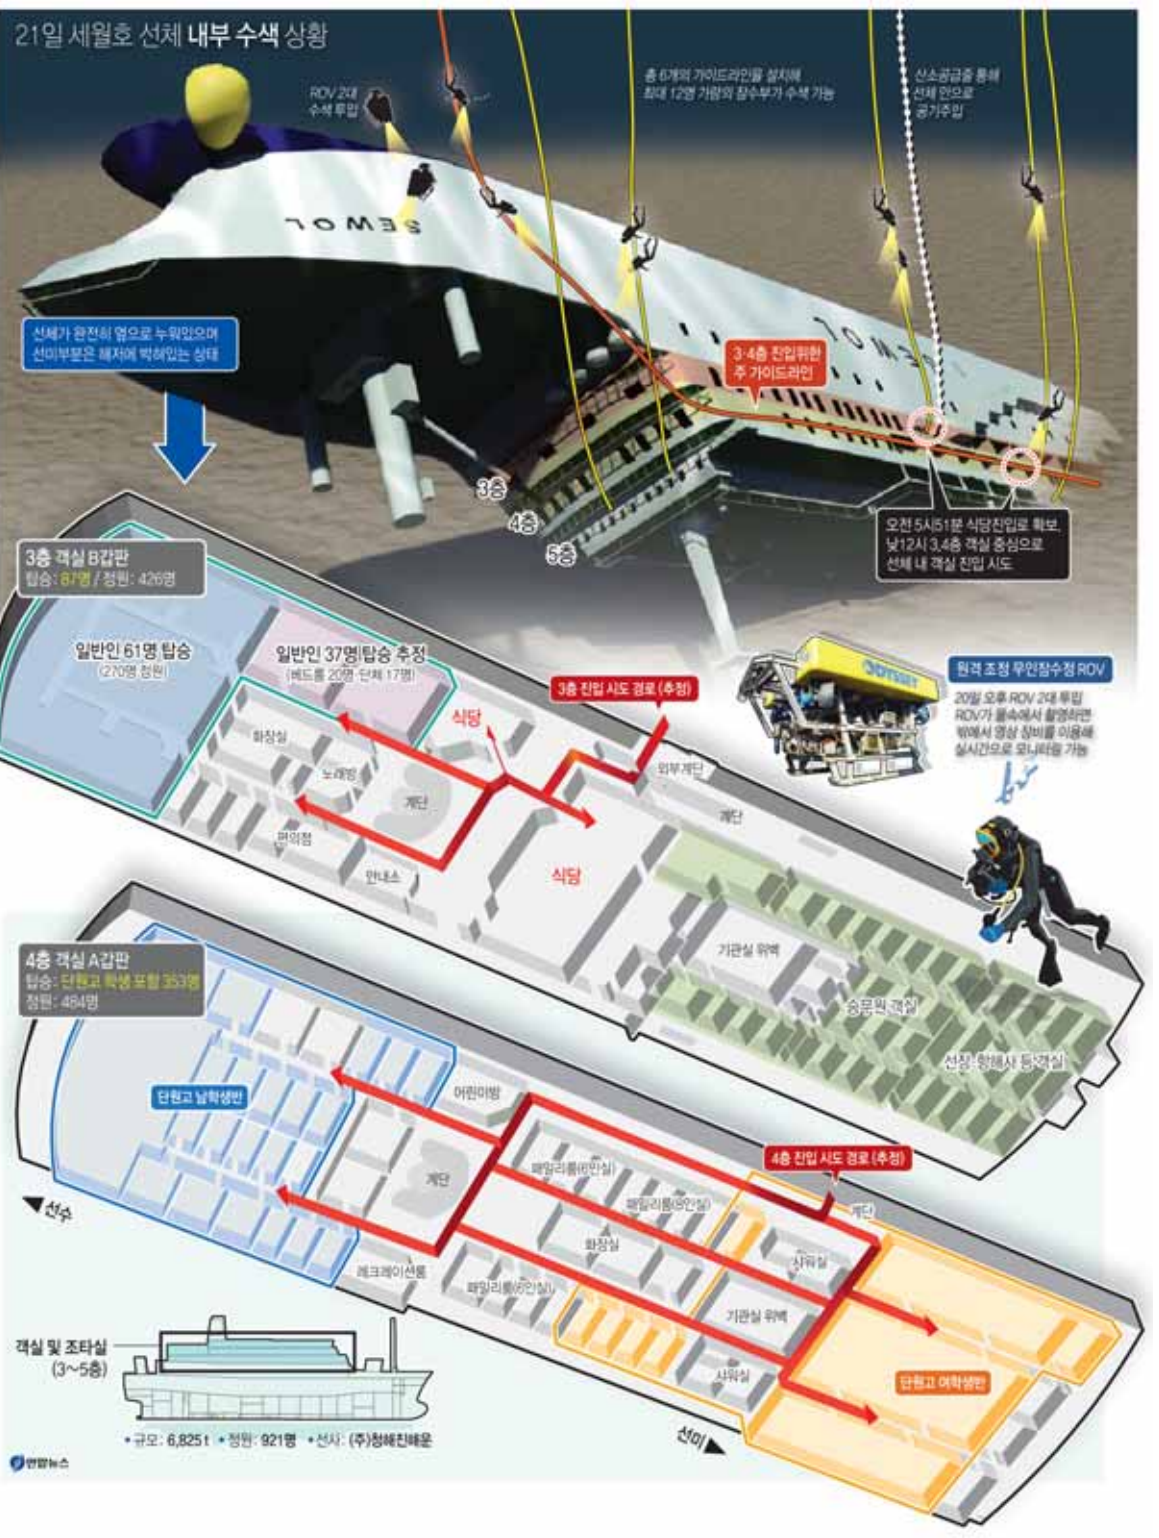 21일 세월호 선체 내부 수색 상황
ROV 2대
수색 투입
총 6개의 가이드라인을 설치해
최대 12명 가량의 잠수부가 수색 가능
산소공급줄 통해
선체 안으로
공기주입
SEWOL
SEWOL
선체가 완전히 옆으로 누워있으며
선미부분은 해저에 박혀있는 상태
3·4층 진입위한
주 가이드라인
3층
4층
5층
오전 5시51분 식당진입로 확보,
낮12시 3,4층 객실 중심으로
선체 내 객실 진입 시도
3층 객실 B갑판
탑승: 87명 / 정원: 426명
일반인 61명 탑승
(270명 정원)
일반인 37명 탑승 추정
(베드룸 20명·단체 17명)
3층 진입 시도 경로 (추정)
ODYSSEY
원격 조정 무인잠수정 ROV
20일 오후 ROV 2대 투입
ROV가 물속에서 촬영하면
밖에서 영상 장비를 이용해
실시간으로 모니터링 가능
식당
화장실
노래방
계단
외부계단
계단
편의점
안내소
식당
기관실 위벽
승무원 객실
선장·항해사 등 객실
4층 객실 A갑판
탑승: 단원고 학생 포함 353명
정원: 484명
단원고 남학생반
어린이방
계단
4층 진입 시도 경로 (추정)
패밀리룸(6인실)
패밀리룸(8인실)
계단
화장실
샤워실
레크레이션룸
패밀리룸(6인실)
기관실 위벽
샤워실
단원고 여학생반
◀선수
선미▶
객실 및 조타실
(3~5층)
•규모: 6,825t •정원: 921명 •선사: (주)청해진해운
연합뉴스